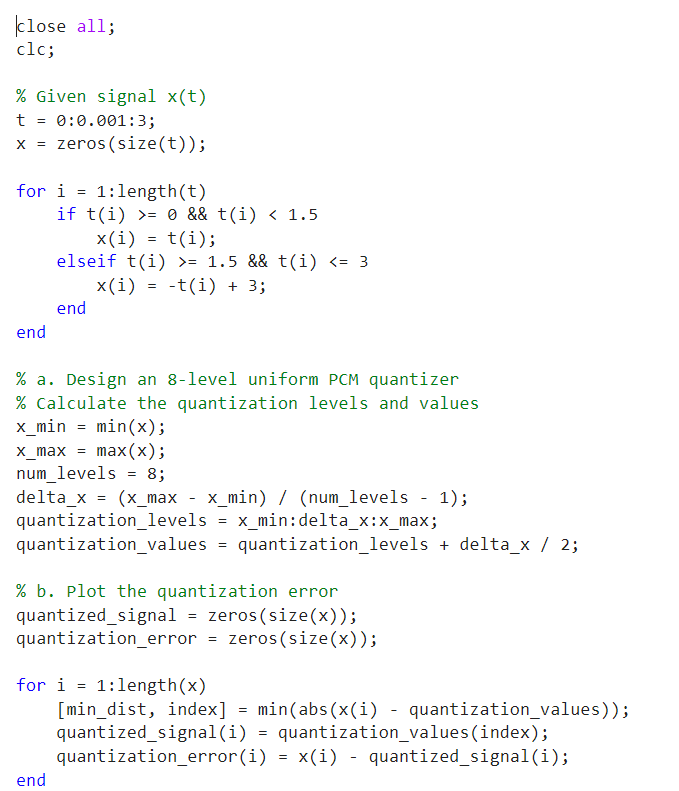 close all;
clc;

% Given signal x(t)
t = 0:0.001:3;
x = zeros(size(t));

for i = 1:length(t)
    if t(i) >= 0 && t(i) < 1.5
        x(i) = t(i);
    elseif t(i) >= 1.5 && t(i) <= 3
        x(i) = -t(i) + 3;
    end
end

% a. Design an 8-level uniform PCM quantizer
% Calculate the quantization levels and values
x_min = min(x);
x_max = max(x);
num_levels = 8;
delta_x = (x_max - x_min) / (num_levels - 1);
quantization_levels = x_min:delta_x:x_max;
quantization_values = quantization_levels + delta_x / 2;

% b. Plot the quantization error
quantized_signal = zeros(size(x));
quantization_error = zeros(size(x));

for i = 1:length(x)
    [min_dist, index] = min(abs(x(i) - quantization_values));
    quantized_signal(i) = quantization_values(index);
    quantization_error(i) = x(i) - quantized_signal(i);
end